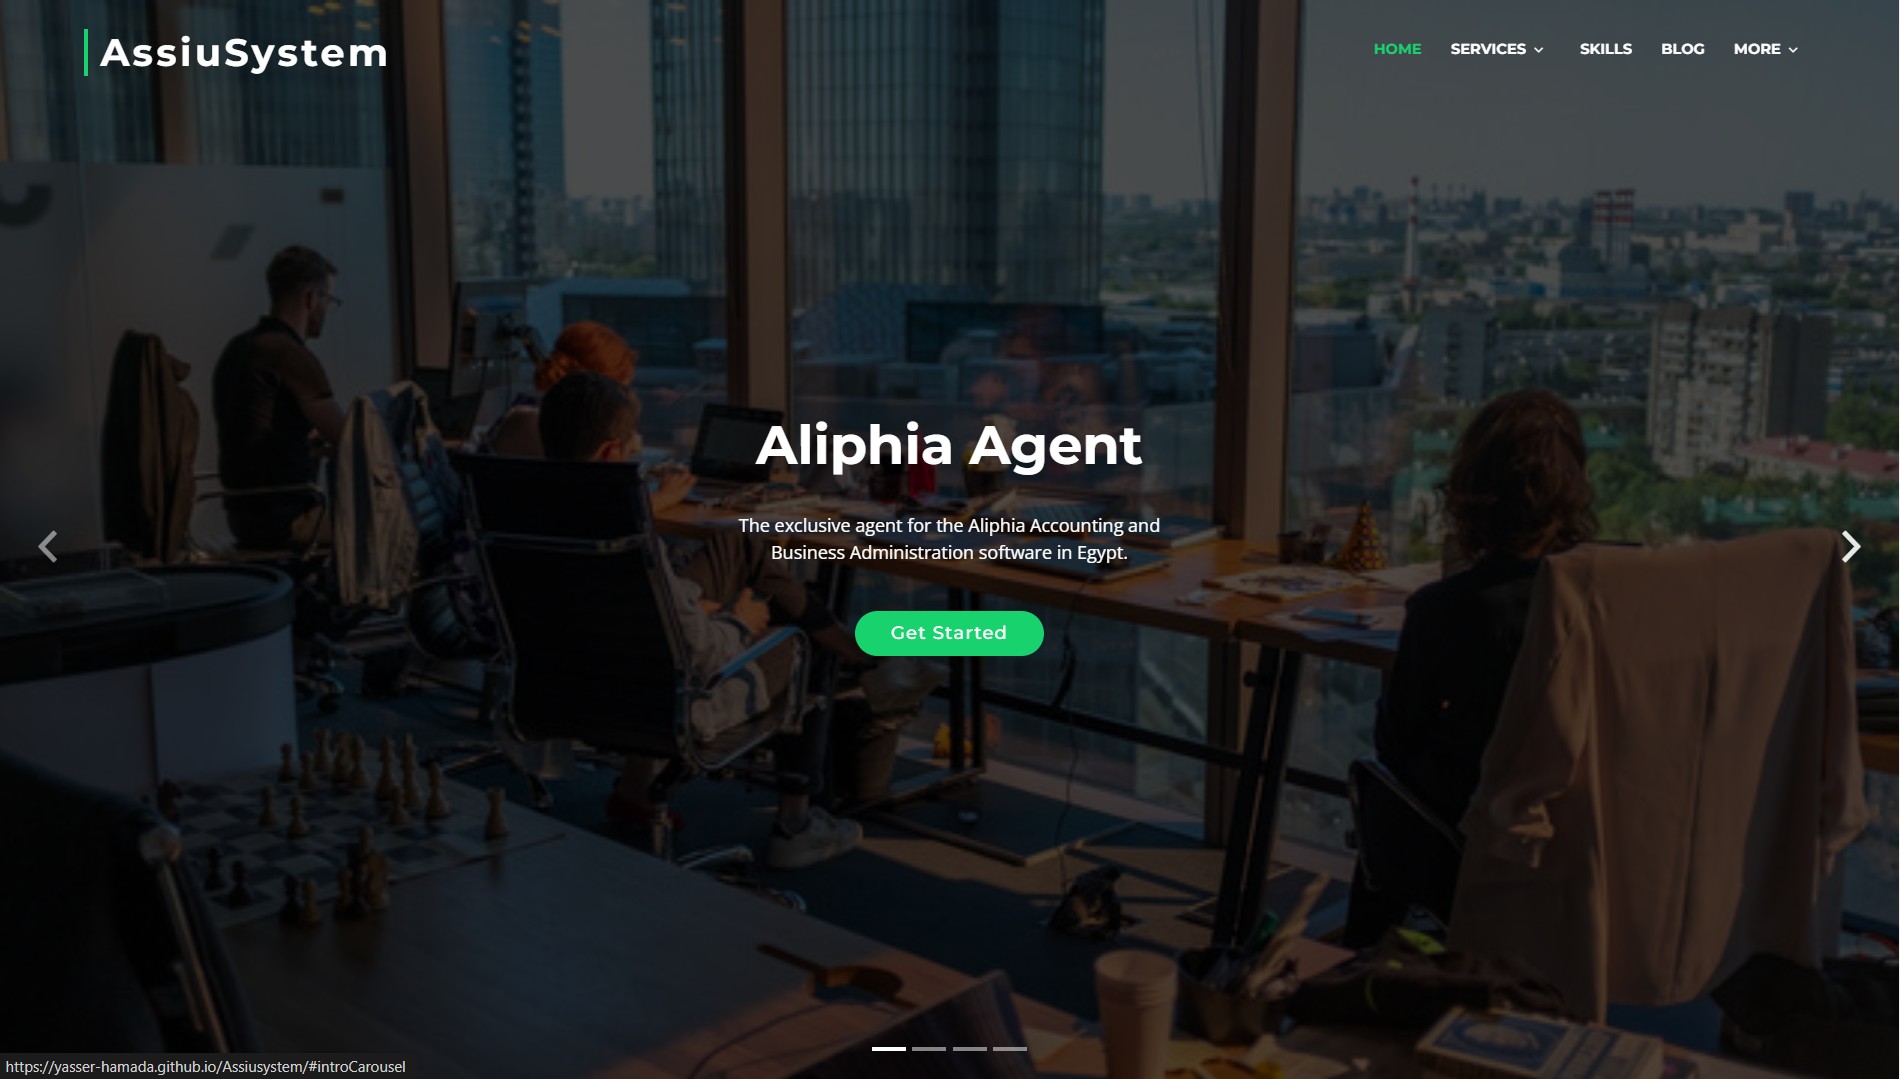 AssiuSystem
HOME SERVICES SKILLS BLOG MORE
Aliphia Agent
The exclusive agent for the Aliphia Accounting and
Business Administration software in Egypt.
Get Started
https://yasser-hamada.github.io/Assiusystem/#introCarousel